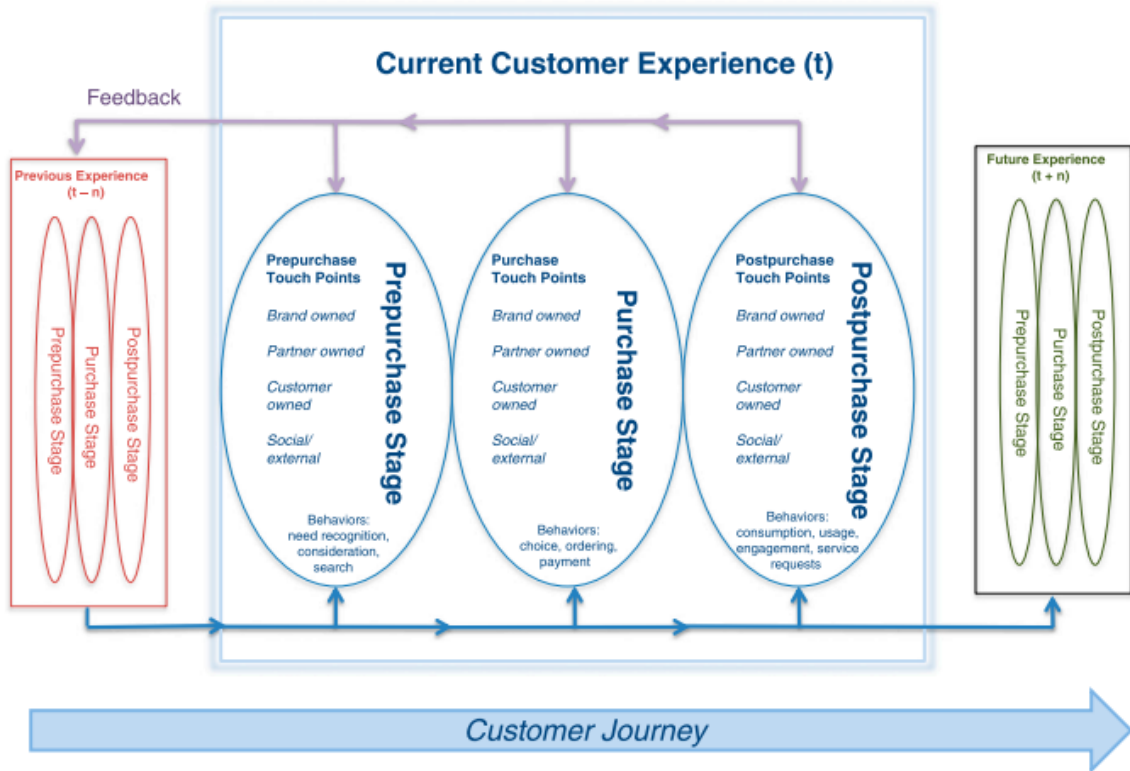 Current Customer Experience (t)
Feedback
Previous Experience
(t – n)
Prepurchase Stage
Purchase Stage
Postpurchase Stage
Prepurchase
Touch Points
Brand owned
Partner owned
Customer
owned
Social/
external
Prepurchase Stage
Behaviors:
need recognition,
consideration,
search
Purchase
Touch Points
Brand owned
Partner owned
Customer
owned
Social/
external
Purchase Stage
Behaviors:
choice, ordering,
payment
Postpurchase
Touch Points
Brand owned
Partner owned
Customer
owned
Social/
external
Postpurchase Stage
Behaviors:
consumption, usage,
engagement, service
requests
Future Experience
(t + n)
Prepurchase Stage
Purchase Stage
Postpurchase Stage
Customer Journey